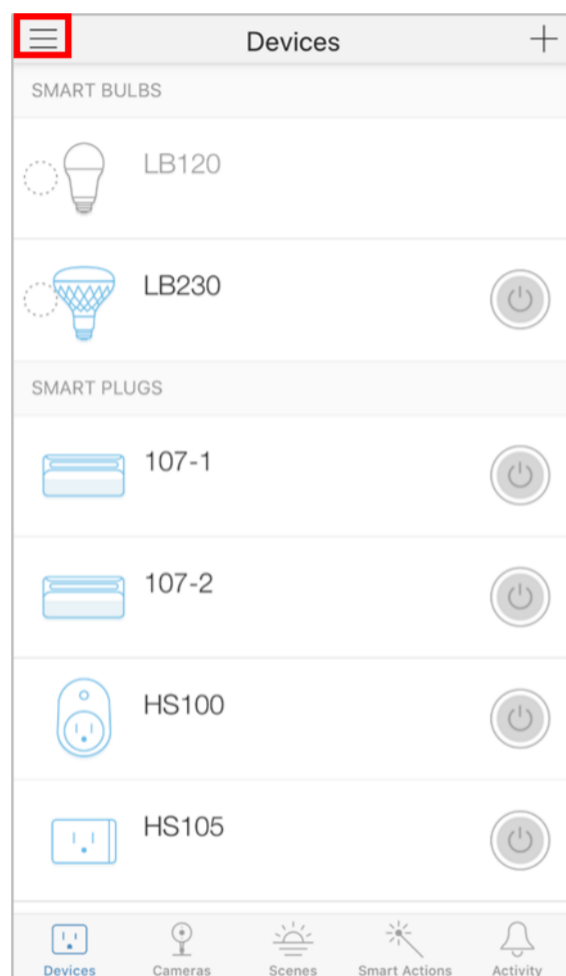 Devices
SMART BULBS
LB120
LB230
SMART PLUGS
107-1
107-2
HS100
HS105
Devices Cameras Scenes Smart Actions Activity